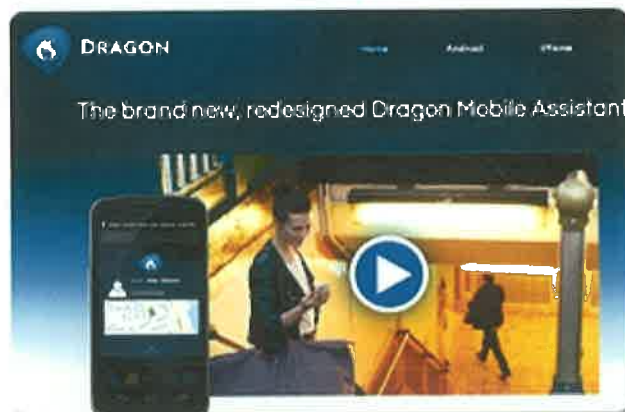 DRAGON
Home Android iPhone
The brand new, redesigned Dragon Mobile Assistant